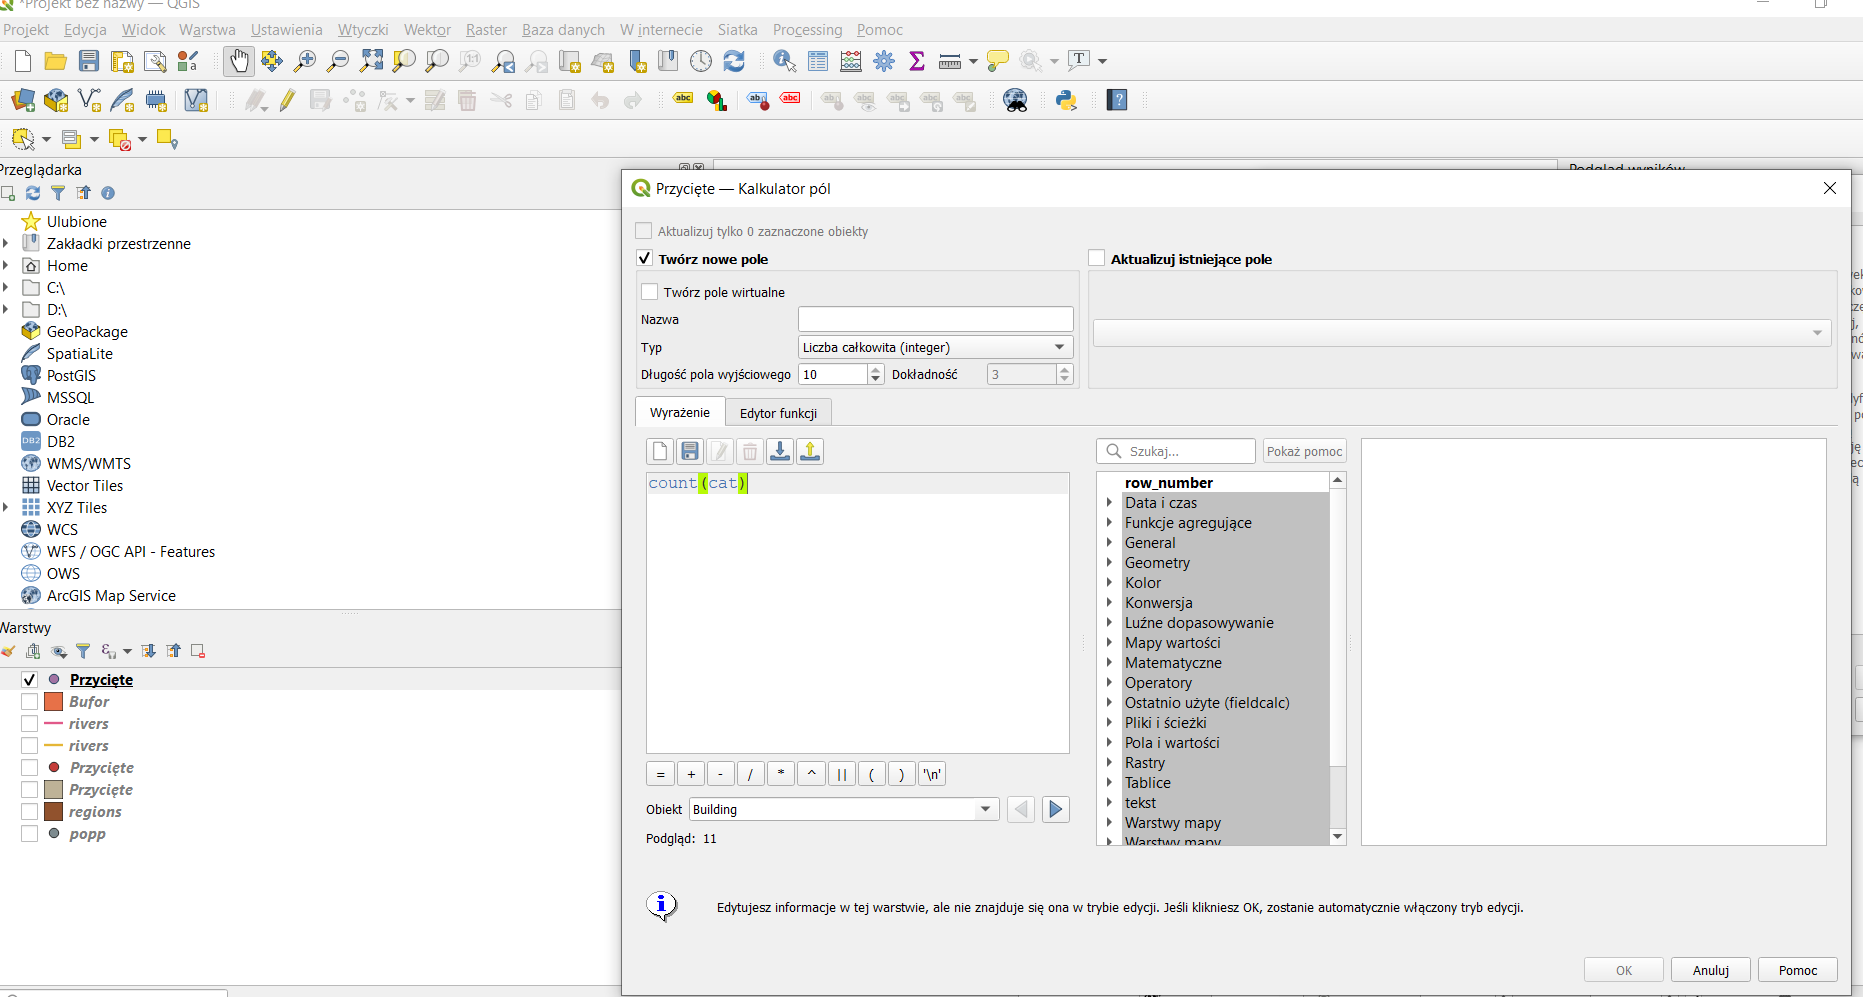 *Projekt bez nazwy — QGIS
Projekt Edycja Widok Warstwa Ustawienia Wtyczki Wektor Raster Baza danych W internecie Siatka Processing Pomoc
Przeglądarka
Ulubione
Zakładki przestrzenne
Home
C:\
D:\
GeoPackage
SpatiaLite
PostGIS
MSSQL
Oracle
DB2
WMS/WMTS
Vector Tiles
XYZ Tiles
WCS
WFS / OGC API - Features
OWS
ArcGIS Map Service
Warstwy
Przycięte
Bufor
rivers
rivers
Przycięte
Przycięte
regions
popp
Podgląd wyników
Przycięte — Kalkulator pól
Aktualizuj tylko 0 zaznaczone obiekty
Twórz nowe pole
Aktualizuj istniejące pole
Twórz pole wirtualne
Nazwa
Typ Liczba całkowita (integer)
Długość pola wyjściowego 10 Dokładność 3
Wyrażenie Edytor funkcji
Szukaj... Pokaż pomoc
count(cat)
row_number
Data i czas
Funkcje agregujące
General
Geometry
Kolor
Konwersja
Luźne dopasowywanie
Mapy wartości
Matematyczne
Operatory
Ostatnio użyte (fieldcalc)
Pliki i ścieżki
Pola i wartości
Rastry
Tablice
tekst
Warstwy mapy
Warstwy mapy
= + - / * ^ || ( ) '\n'
Obiekt Building
Podgląd: 11
Edytujesz informacje w tej warstwie, ale nie znajduje się ona w trybie edycji. Jeśli klikniesz OK, zostanie automatycznie włączony tryb edycji.
OK Anuluj Pomoc